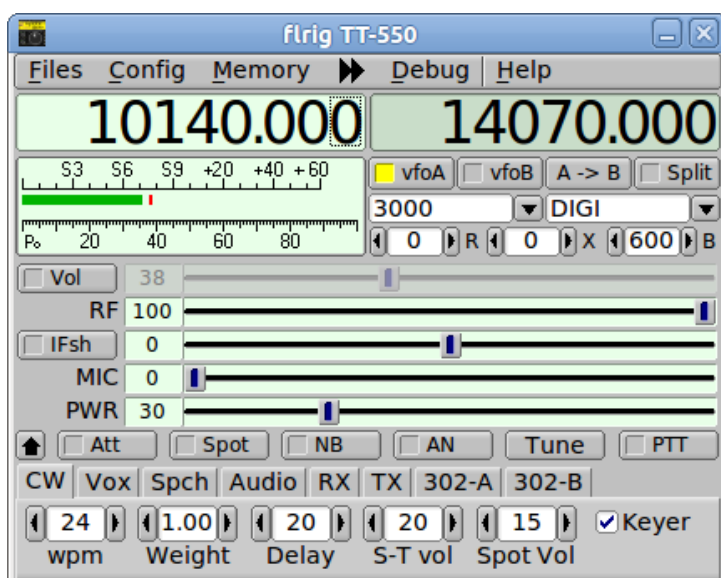 flrig TT-550
Files Config Memory Debug Help
10140.000 14070.000
S3 S6 S9 +20 +40 +60
vfoA vfoB A -> B Split
3000 DIGI
Po 20 40 60 80
0 R 0 X 600 B
Vol 38
RF 100
IFsh 0
MIC 0
PWR 30
Att Spot NB AN Tune PTT
CW Vox Spch Audio RX TX 302-A 302-B
24 1.00 20 20 15 Keyer
wpm Weight Delay S-T vol Spot Vol